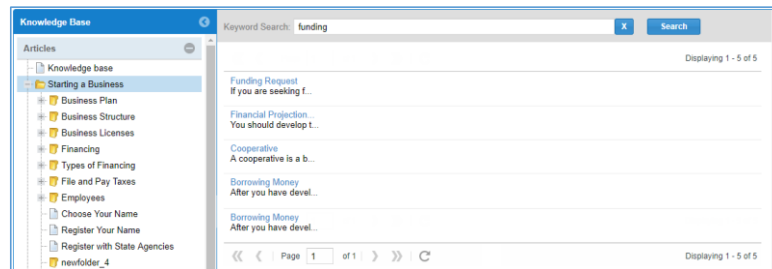 Knowledge Base
Articles
Knowledge base
Starting a Business
Business Plan
Business Structure
Business Licenses
Financing
Types of Financing
File and Pay Taxes
Employees
Choose Your Name
Register Your Name
Register with State Agencies
newfolder_4
Keyword Search: funding X Search
Displaying 1 - 5 of 5
Funding Request
If you are seeking f...
Financial Projection...
You should develop t...
Cooperative
A cooperative is a b...
Borrowing Money
After you have devel...
Borrowing Money
After you have devel...
Page 1 of 1 Displaying 1 - 5 of 5